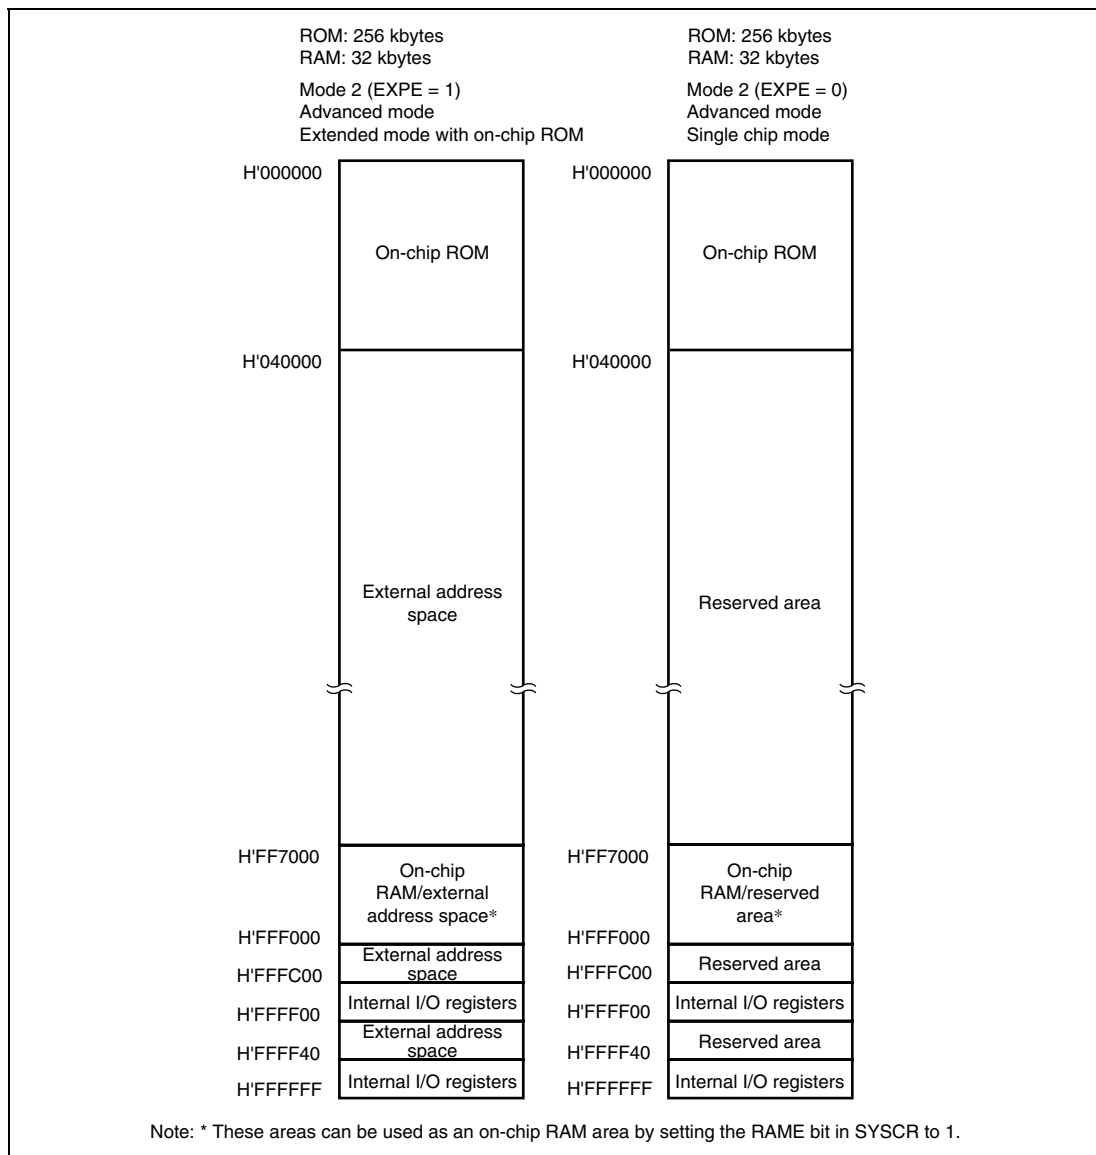 ROM: 256 kbytes
RAM: 32 kbytes
Mode 2 (EXPE = 1)
Advanced mode
Extended mode with on-chip ROM
H'000000
On-chip ROM
H'040000
External address
space
H'FF7000
On-chip
RAM/external
address space*
H'FFF000
External address
space
H'FFFC00
Internal I/O registers
H'FFFF00
External address
space
H'FFFF40
Internal I/O registers
H'FFFFFF
ROM: 256 kbytes
RAM: 32 kbytes
Mode 2 (EXPE = 0)
Advanced mode
Single chip mode
H'000000
On-chip ROM
H'040000
Reserved area
H'FF7000
On-chip
RAM/reserved
area*
H'FFF000
Reserved area
H'FFFC00
Internal I/O registers
H'FFFF00
Reserved area
H'FFFF40
Internal I/O registers
H'FFFFFF
Note: * These areas can be used as an on-chip RAM area by setting the RAME bit in SYSCR to 1.